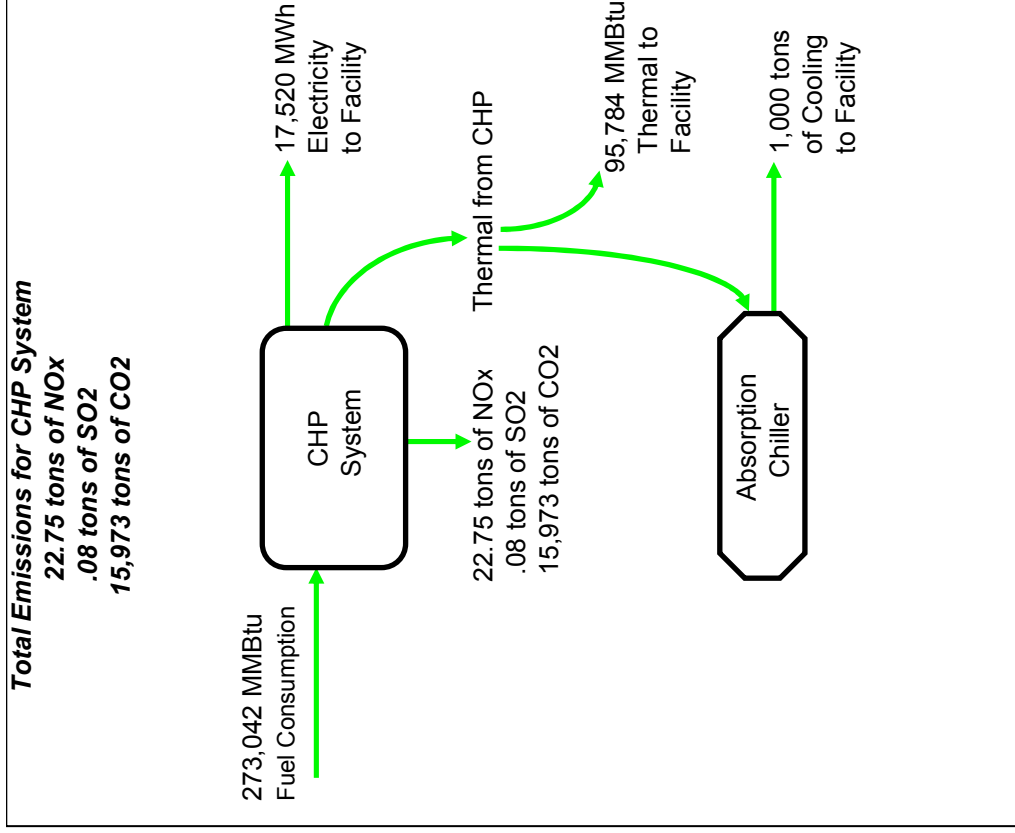 Total Emissions for CHP System
22.75 tons of NOx
.08 tons of SO2
15,973 tons of CO2
273,042 MMBtu
Fuel Consumption
CHP
System
17,520 MWh
Electricity
to Facility
22.75 tons of NOx
.08 tons of SO2
15,973 tons of CO2
Thermal from CHP
95,784 MMBtu
Thermal to
Facility
Absorption
Chiller
1,000 tons
of Cooling
to Facility